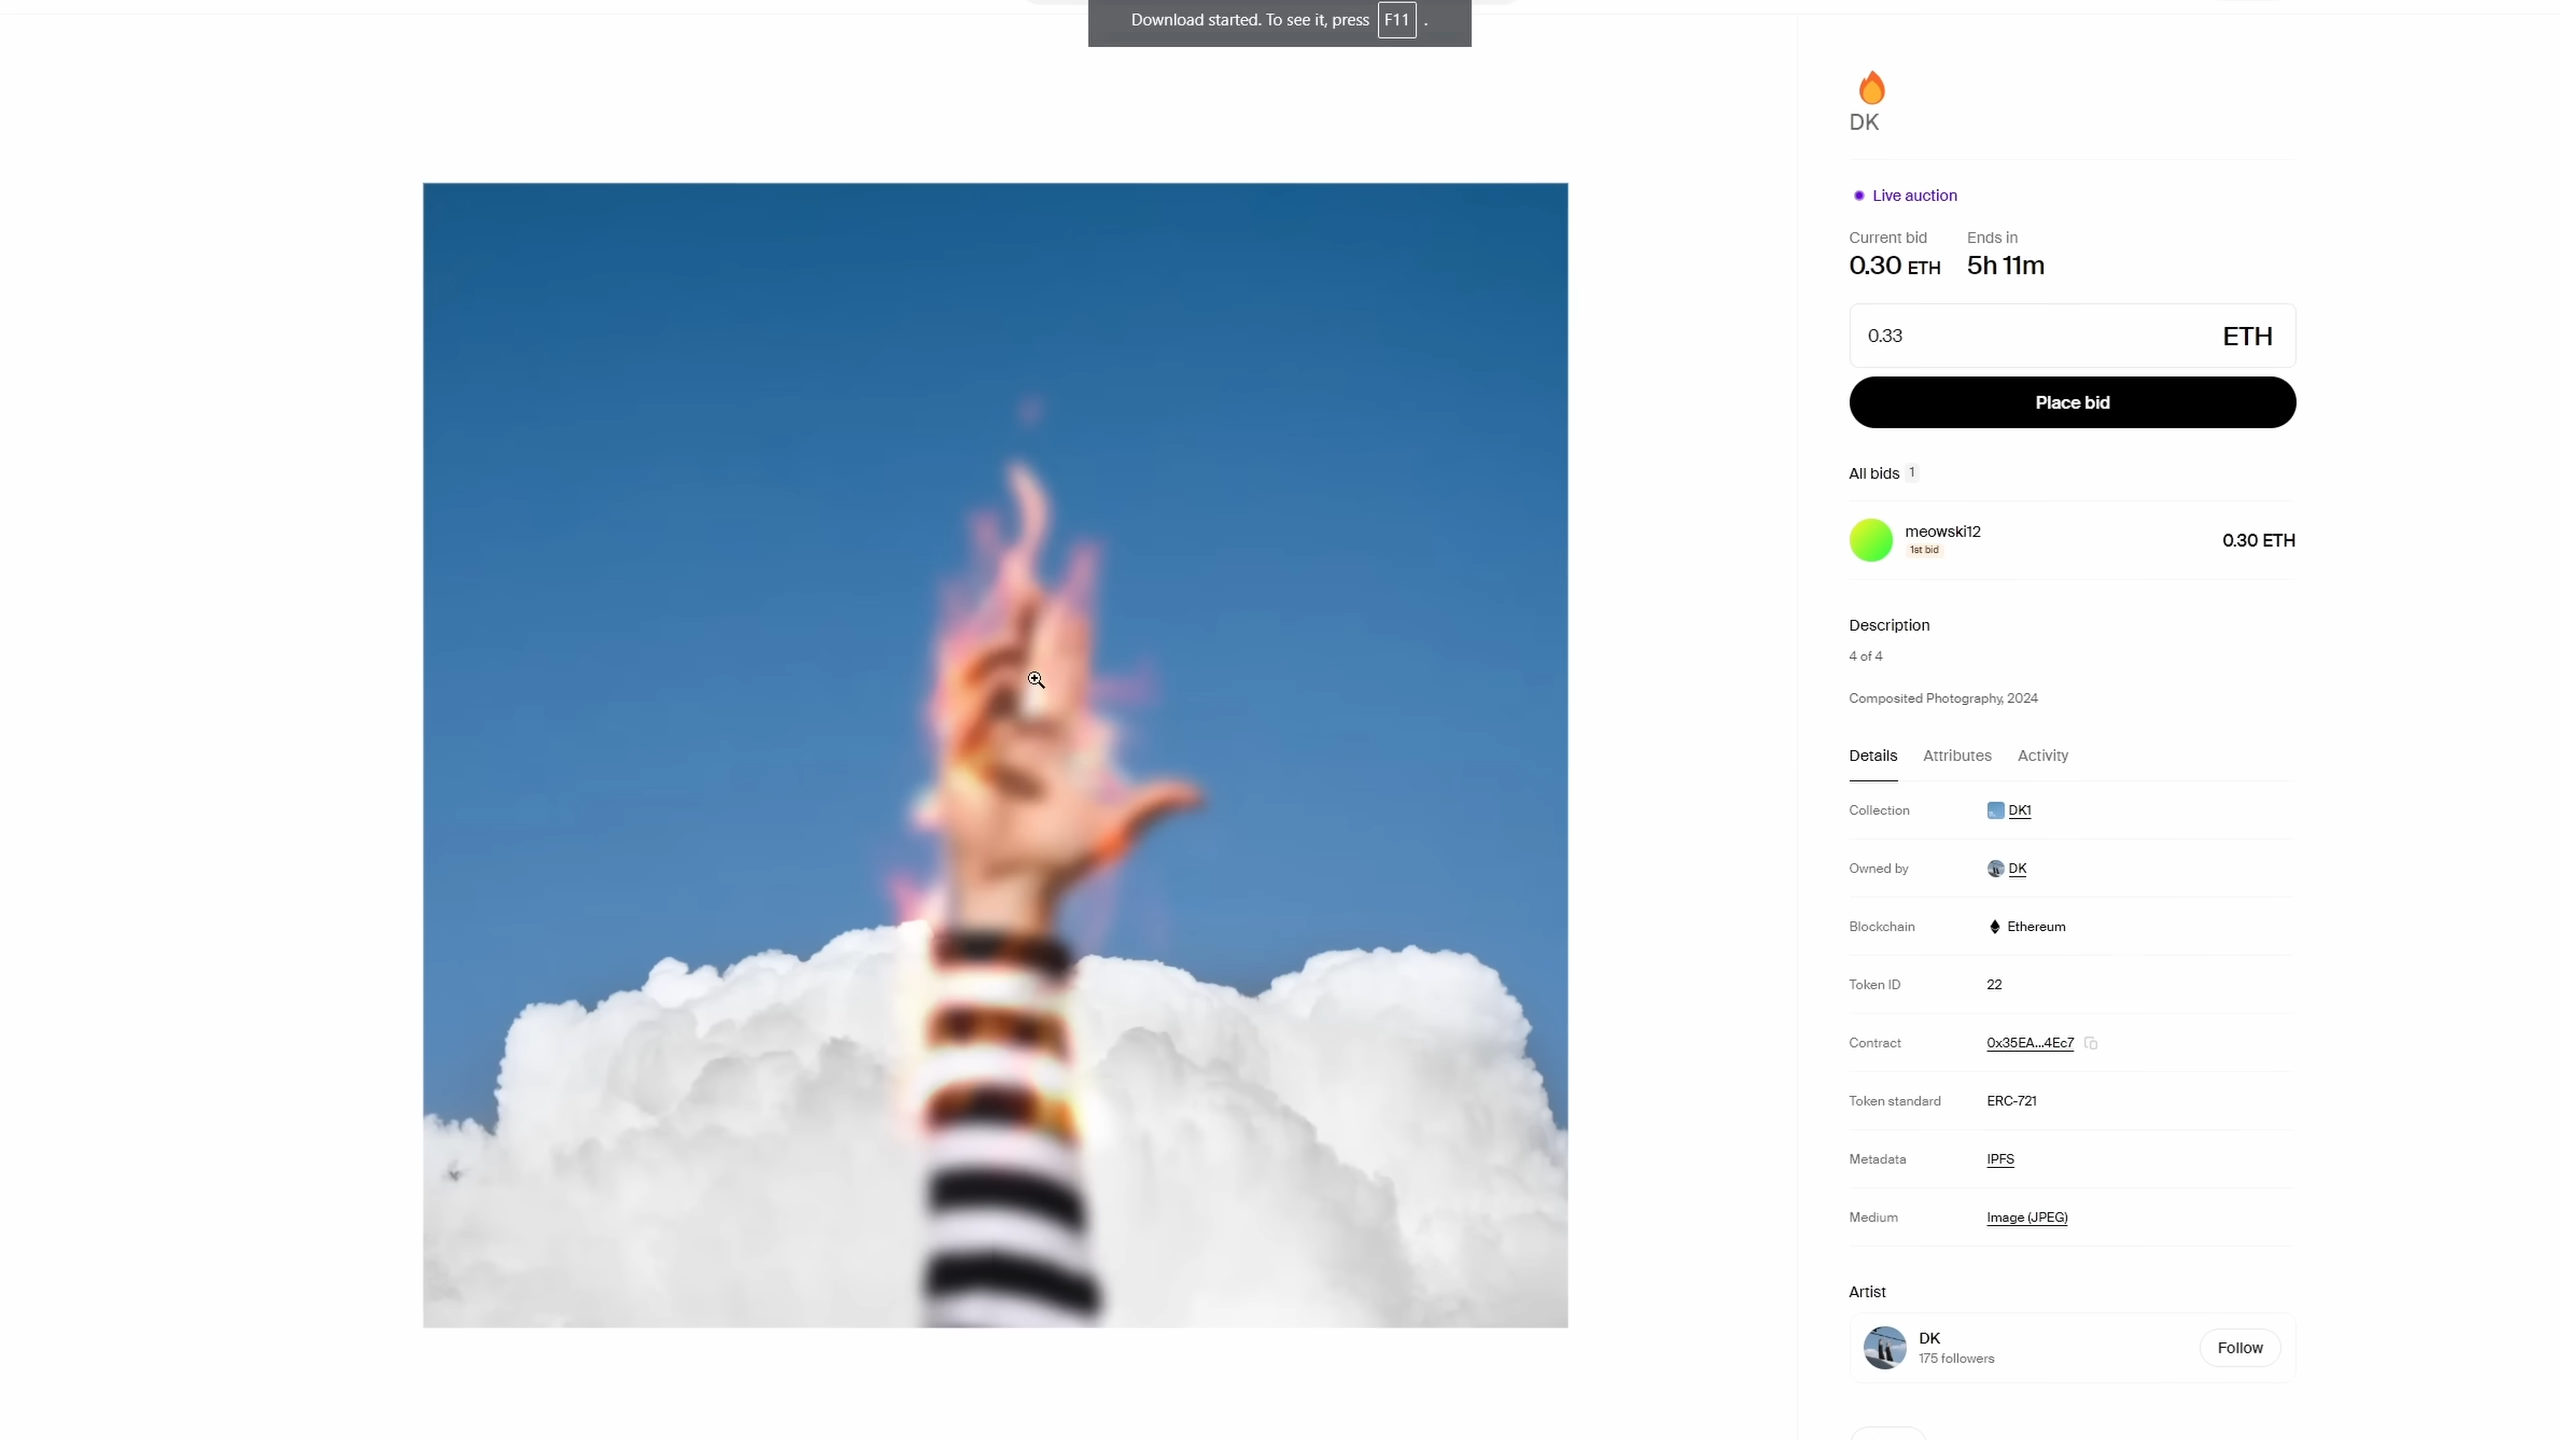 Download started. To see it, press F11 .
DK
Live auction
Current bid Ends in
0.30 ETH 5h 11m
0.33 ETH
Place bid
All bids 1
meowski12
1st bid
0.30 ETH
Description
4 of 4
Composited Photography, 2024
Details Attributes Activity
Collection DK1
Owned by DK
Blockchain Ethereum
Token ID 22
Contract 0x35EA...4Ec7
Token standard ERC-721
Metadata IPFS
Medium Image (JPEG)
Artist
DK
175 followers
Follow